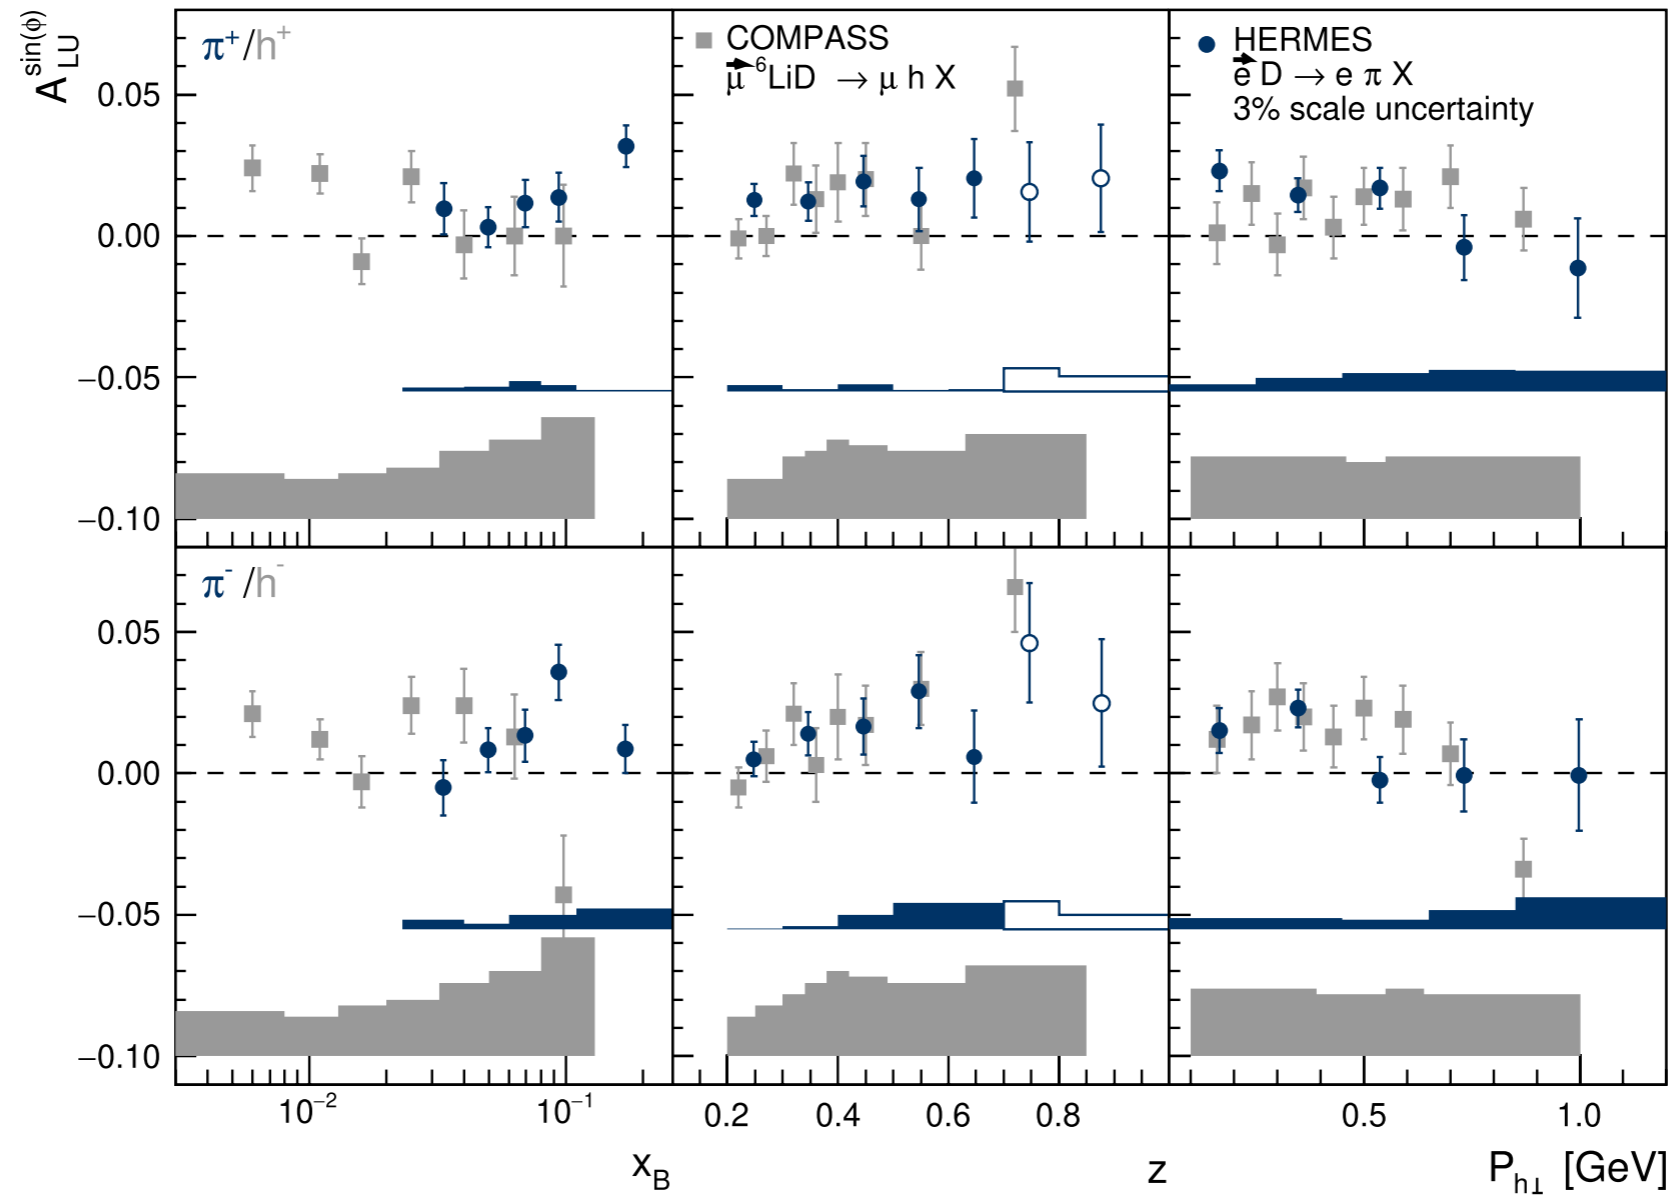 A_LU^sin(ϕ)
π⁺/h⁺
COMPASS
μ ⁶LiD → μ h X
HERMES
e D → e π X
3% scale uncertainty
0.05
0.00
−0.05
−0.10
π⁻/h⁻
0.05
0.00
−0.05
−0.10
10⁻² 10⁻¹ 0.2 0.4 0.6 0.8 0.5 1.0
x_B z P_h⊥ [GeV]